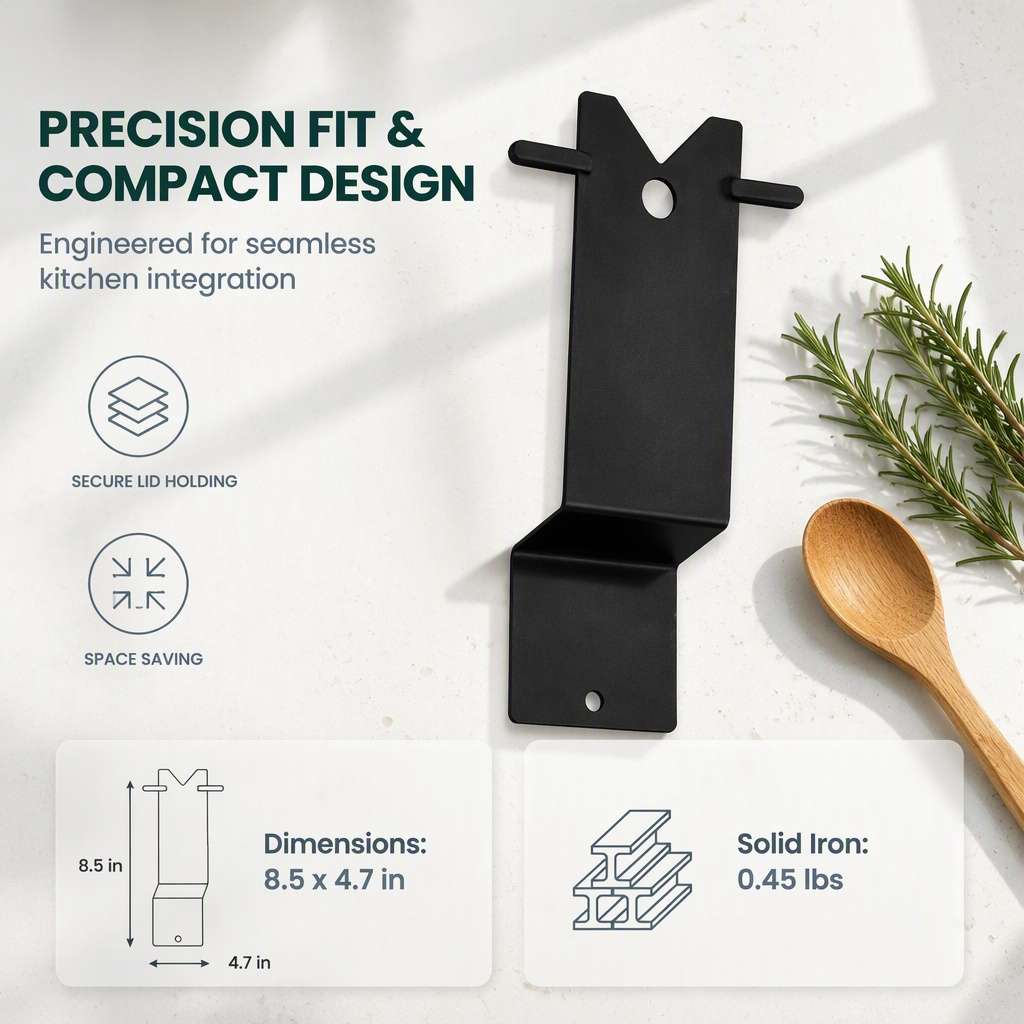 PRECISION FIT &
COMPACT DESIGN
Engineered for seamless
kitchen integration
SECURE LID HOLDING
SPACE SAVING
8.5 in
4.7 in
Dimensions:
8.5 x 4.7 in
Solid Iron:
0.45 lbs